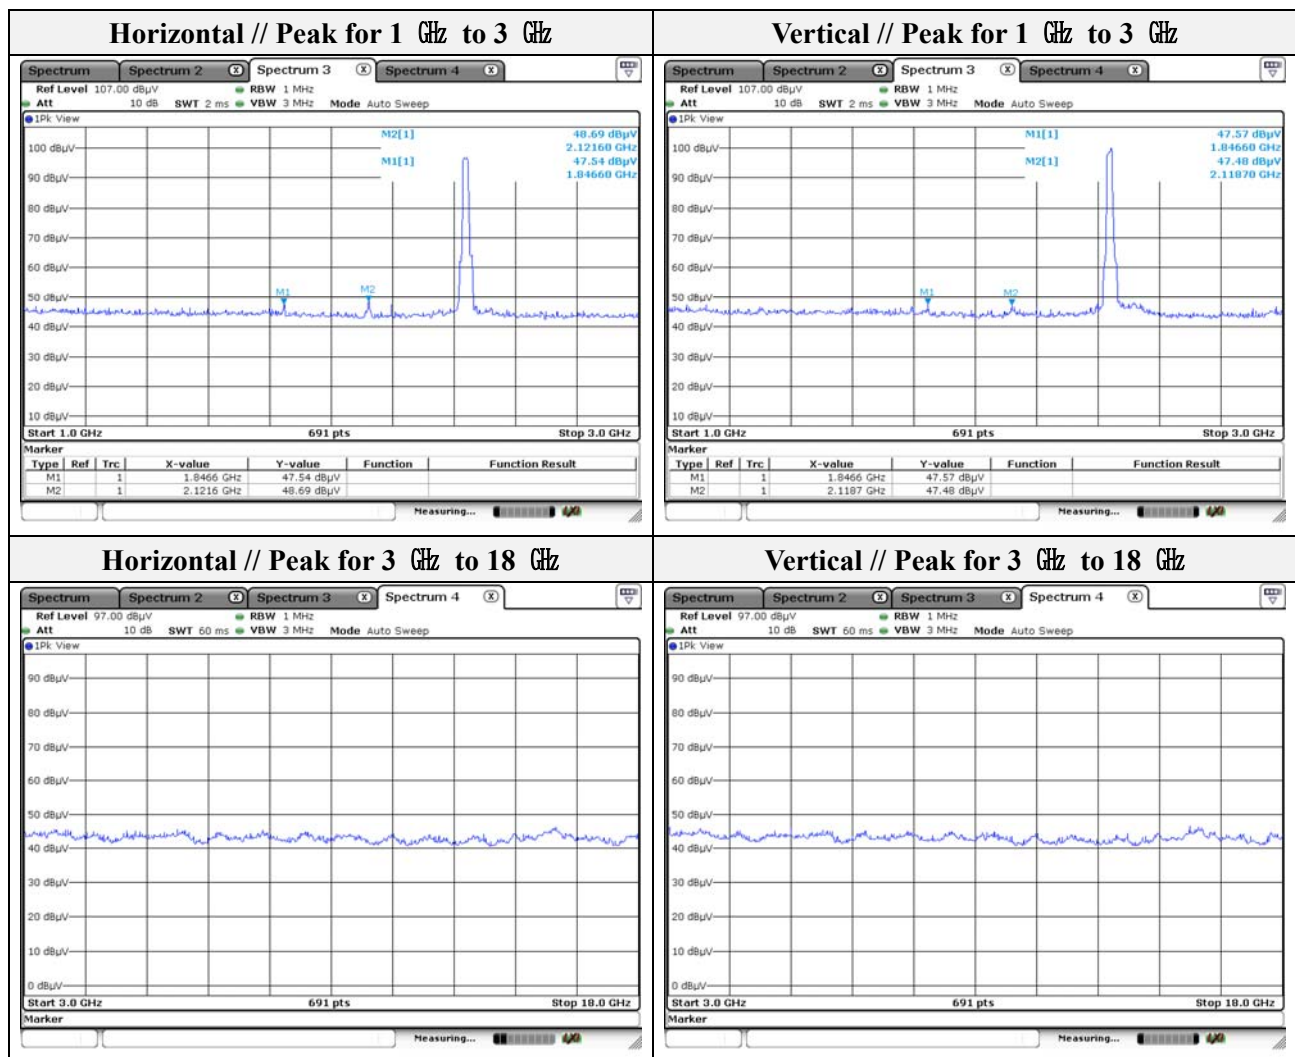 Horizontal // Peak for 1 ㎓ to 3 ㎓
Spectrum Spectrum 2 X Spectrum 3 X Spectrum 4 X
Ref Level 107.00 dBµV RBW 1 MHz
Att 10 dB SWT 2 ms VBW 3 MHz Mode Auto Sweep
1Pk View
M2[1] 48.69 dBµV
2.12160 GHz
M1[1] 47.54 dBµV
1.84660 GHz
100 dBµV
90 dBµV
80 dBµV
70 dBµV
60 dBµV
50 dBµV
M1 M2
40 dBµV
30 dBµV
20 dBµV
10 dBµV
Start 1.0 GHz 691 pts Stop 3.0 GHz
Marker
Type Ref Trc X-value Y-value Function Function Result
M1 1 1.8466 GHz 47.54 dBµV
M2 1 2.1216 GHz 48.69 dBµV
Measuring...
Vertical // Peak for 1 ㎓ to 3 ㎓
Spectrum Spectrum 2 X Spectrum 3 X Spectrum 4 X
Ref Level 107.00 dBµV RBW 1 MHz
Att 10 dB SWT 2 ms VBW 3 MHz Mode Auto Sweep
1Pk View
M1[1] 47.57 dBµV
1.84660 GHz
M2[1] 47.48 dBµV
2.11870 GHz
100 dBµV
90 dBµV
80 dBµV
70 dBµV
60 dBµV
50 dBµV
M1 M2
40 dBµV
30 dBµV
20 dBµV
10 dBµV
Start 1.0 GHz 691 pts Stop 3.0 GHz
Marker
Type Ref Trc X-value Y-value Function Function Result
M1 1 1.8466 GHz 47.57 dBµV
M2 1 2.1187 GHz 47.48 dBµV
Measuring...
Horizontal // Peak for 3 ㎓ to 18 ㎓
Spectrum Spectrum 2 X Spectrum 3 X Spectrum 4 X
Ref Level 97.00 dBµV RBW 1 MHz
Att 10 dB SWT 60 ms VBW 3 MHz Mode Auto Sweep
1Pk View
90 dBµV
80 dBµV
70 dBµV
60 dBµV
50 dBµV
40 dBµV
30 dBµV
20 dBµV
10 dBµV
0 dBµV
Start 3.0 GHz 691 pts Stop 18.0 GHz
Marker
Measuring...
Vertical // Peak for 3 ㎓ to 18 ㎓
Spectrum Spectrum 2 X Spectrum 3 X Spectrum 4 X
Ref Level 97.00 dBµV RBW 1 MHz
Att 10 dB SWT 60 ms VBW 3 MHz Mode Auto Sweep
1Pk View
90 dBµV
80 dBµV
70 dBµV
60 dBµV
50 dBµV
40 dBµV
30 dBµV
20 dBµV
10 dBµV
0 dBµV
Start 3.0 GHz 691 pts Stop 18.0 GHz
Marker
Measuring...